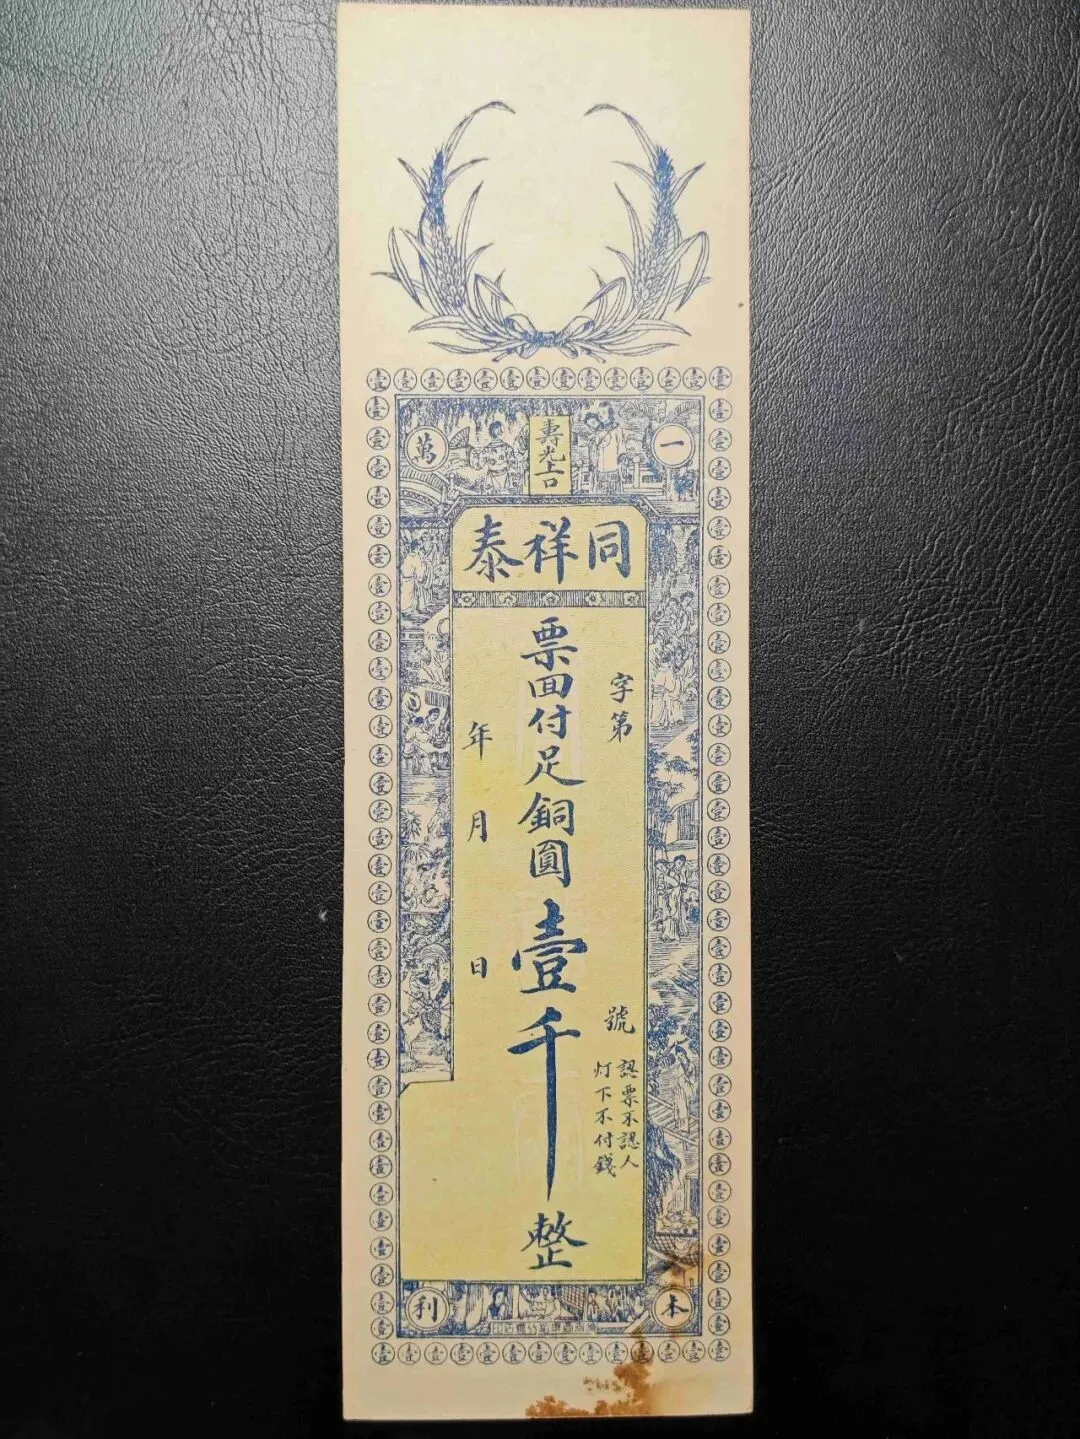 壽光上口
一本萬利
同祥泰
字第
號
認票不認人
灯下不付錢
票面付足銅圓壹千整
年月日